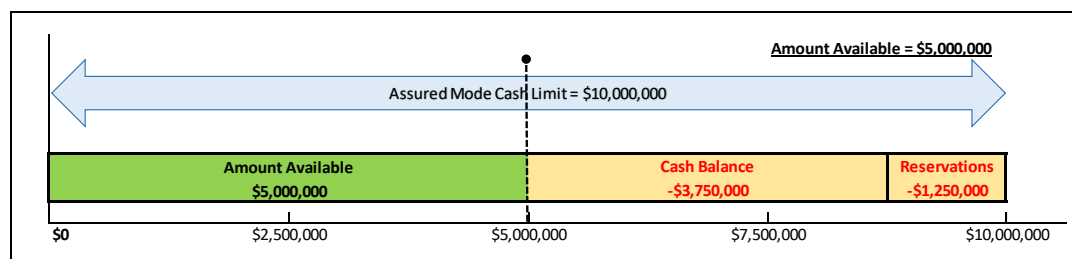 Amount Available = $5,000,000
Assured Mode Cash Limit = $10,000,000
Amount Available
$5,000,000
Cash Balance
-$3,750,000
Reservations
-$1,250,000
$0
$2,500,000
$5,000,000
$7,500,000
$10,000,000